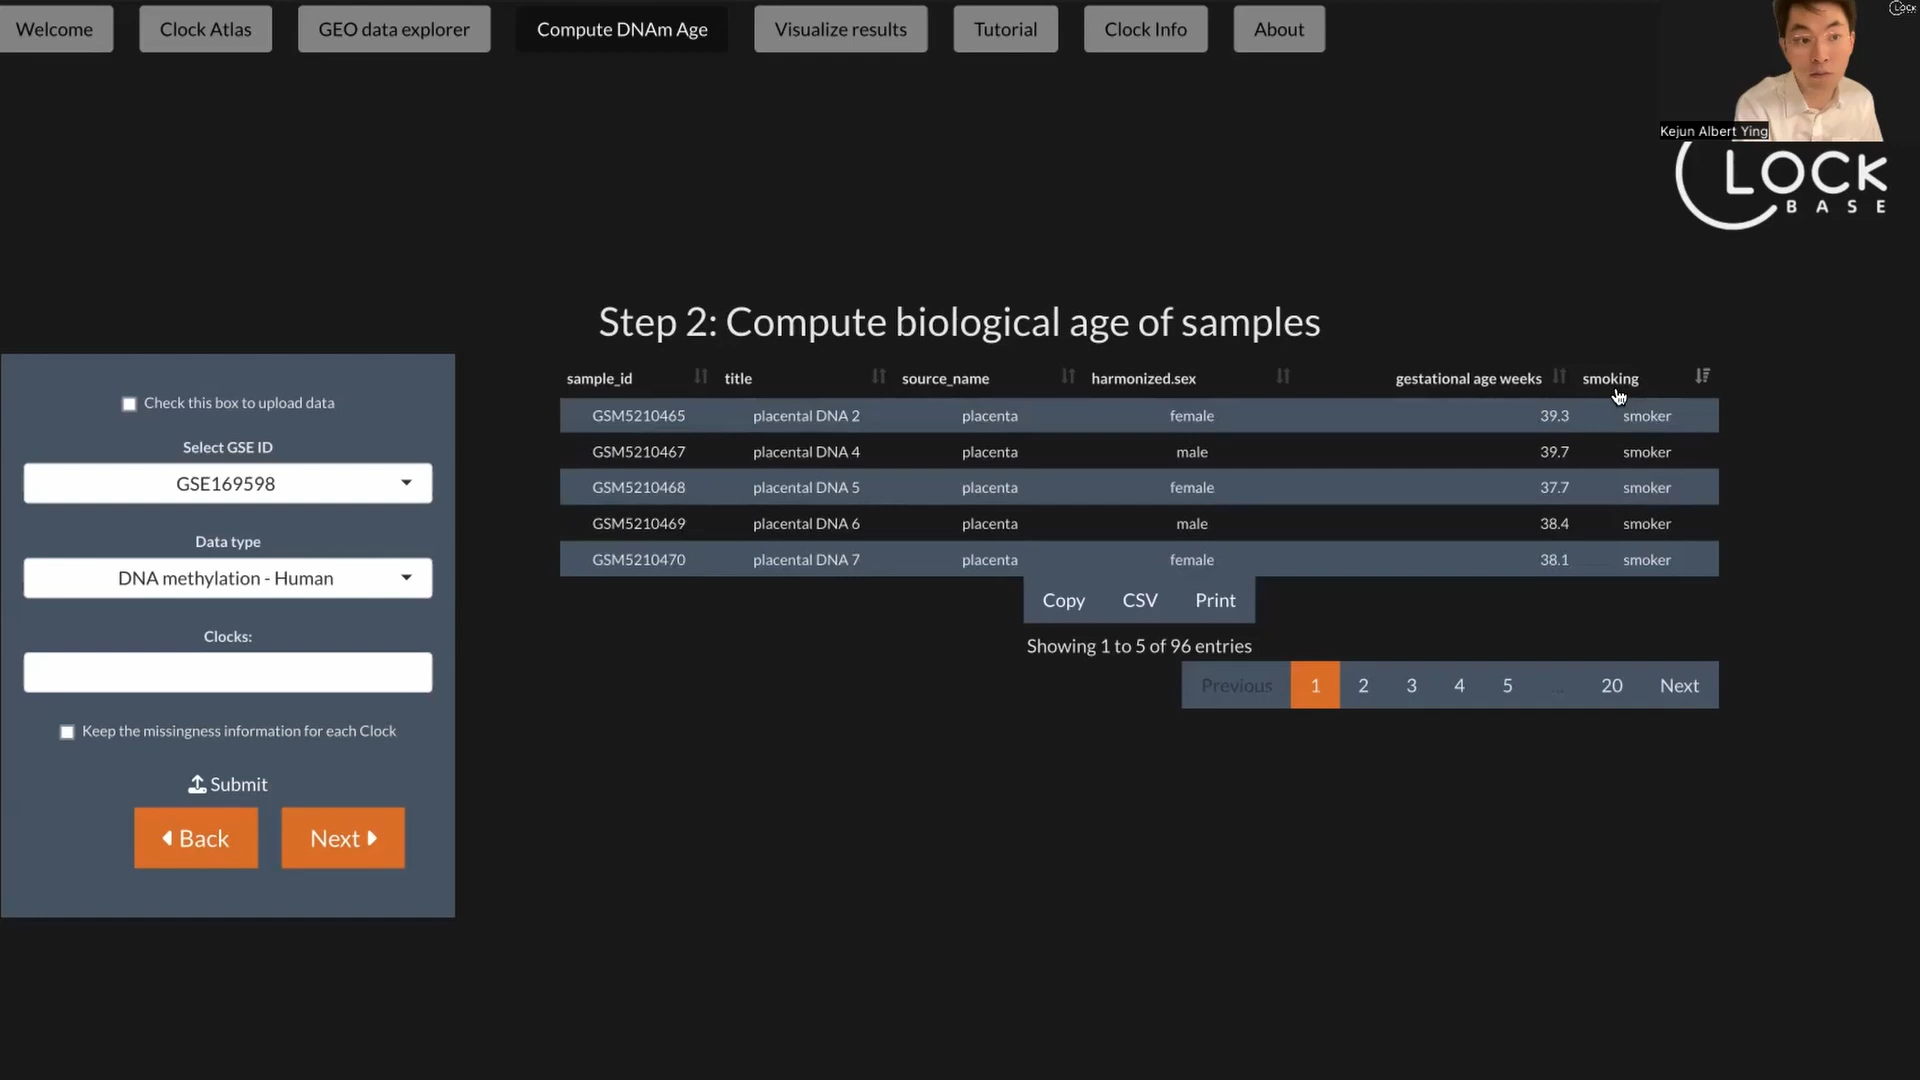 Welcome
Clock Atlas
GEO data explorer
Compute DNAm Age
Visualize results
Tutorial
Clock Info
About
CLOCK
Kejun Albert Ying
CLOCK
BASE
Step 2: Compute biological age of samples
Check this box to upload data
Select GSE ID
GSE169598
Data type
DNA methylation - Human
Clocks:
Keep the missingness information for each Clock
Submit
Back
Next
sample_id title source_name harmonized.sex gestational age weeks smoking
GSM5210465 placental DNA 2 placenta female 39.3 smoker
GSM5210467 placental DNA 4 placenta male 39.7 smoker
GSM5210468 placental DNA 5 placenta female 37.7 smoker
GSM5210469 placental DNA 6 placenta male 38.4 smoker
GSM5210470 placental DNA 7 placenta female 38.1 smoker
Copy CSV Print
Showing 1 to 5 of 96 entries
Previous 1 2 3 4 5 … 20 Next